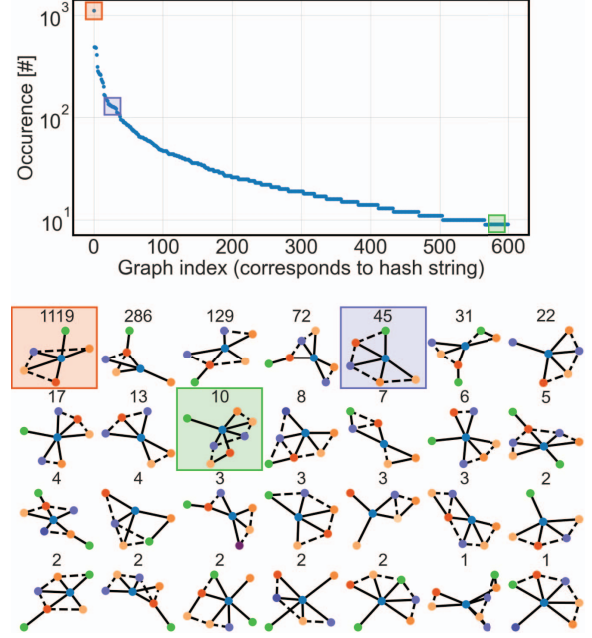 10³
10²
10¹
Occurence [#]
0 100 200 300 400 500 600
Graph index (corresponds to hash string)
1119 286 129 72 45 31 22
17 13 10 8 7 6 5
4 4 3 3 3 3 2
2 2 2 2 2 1 1